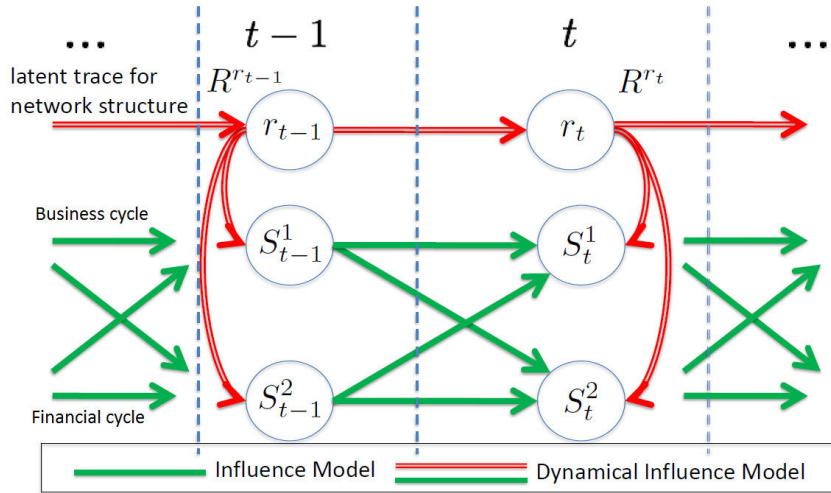 ... t − 1 t ...
latent trace for
network structure
R^{r_{t−1}} R^{r_t}
r_{t−1} r_t
Business cycle
S^1_{t−1} S^1_t
S^2_{t−1} S^2_t
Financial cycle
Influence Model Dynamical Influence Model